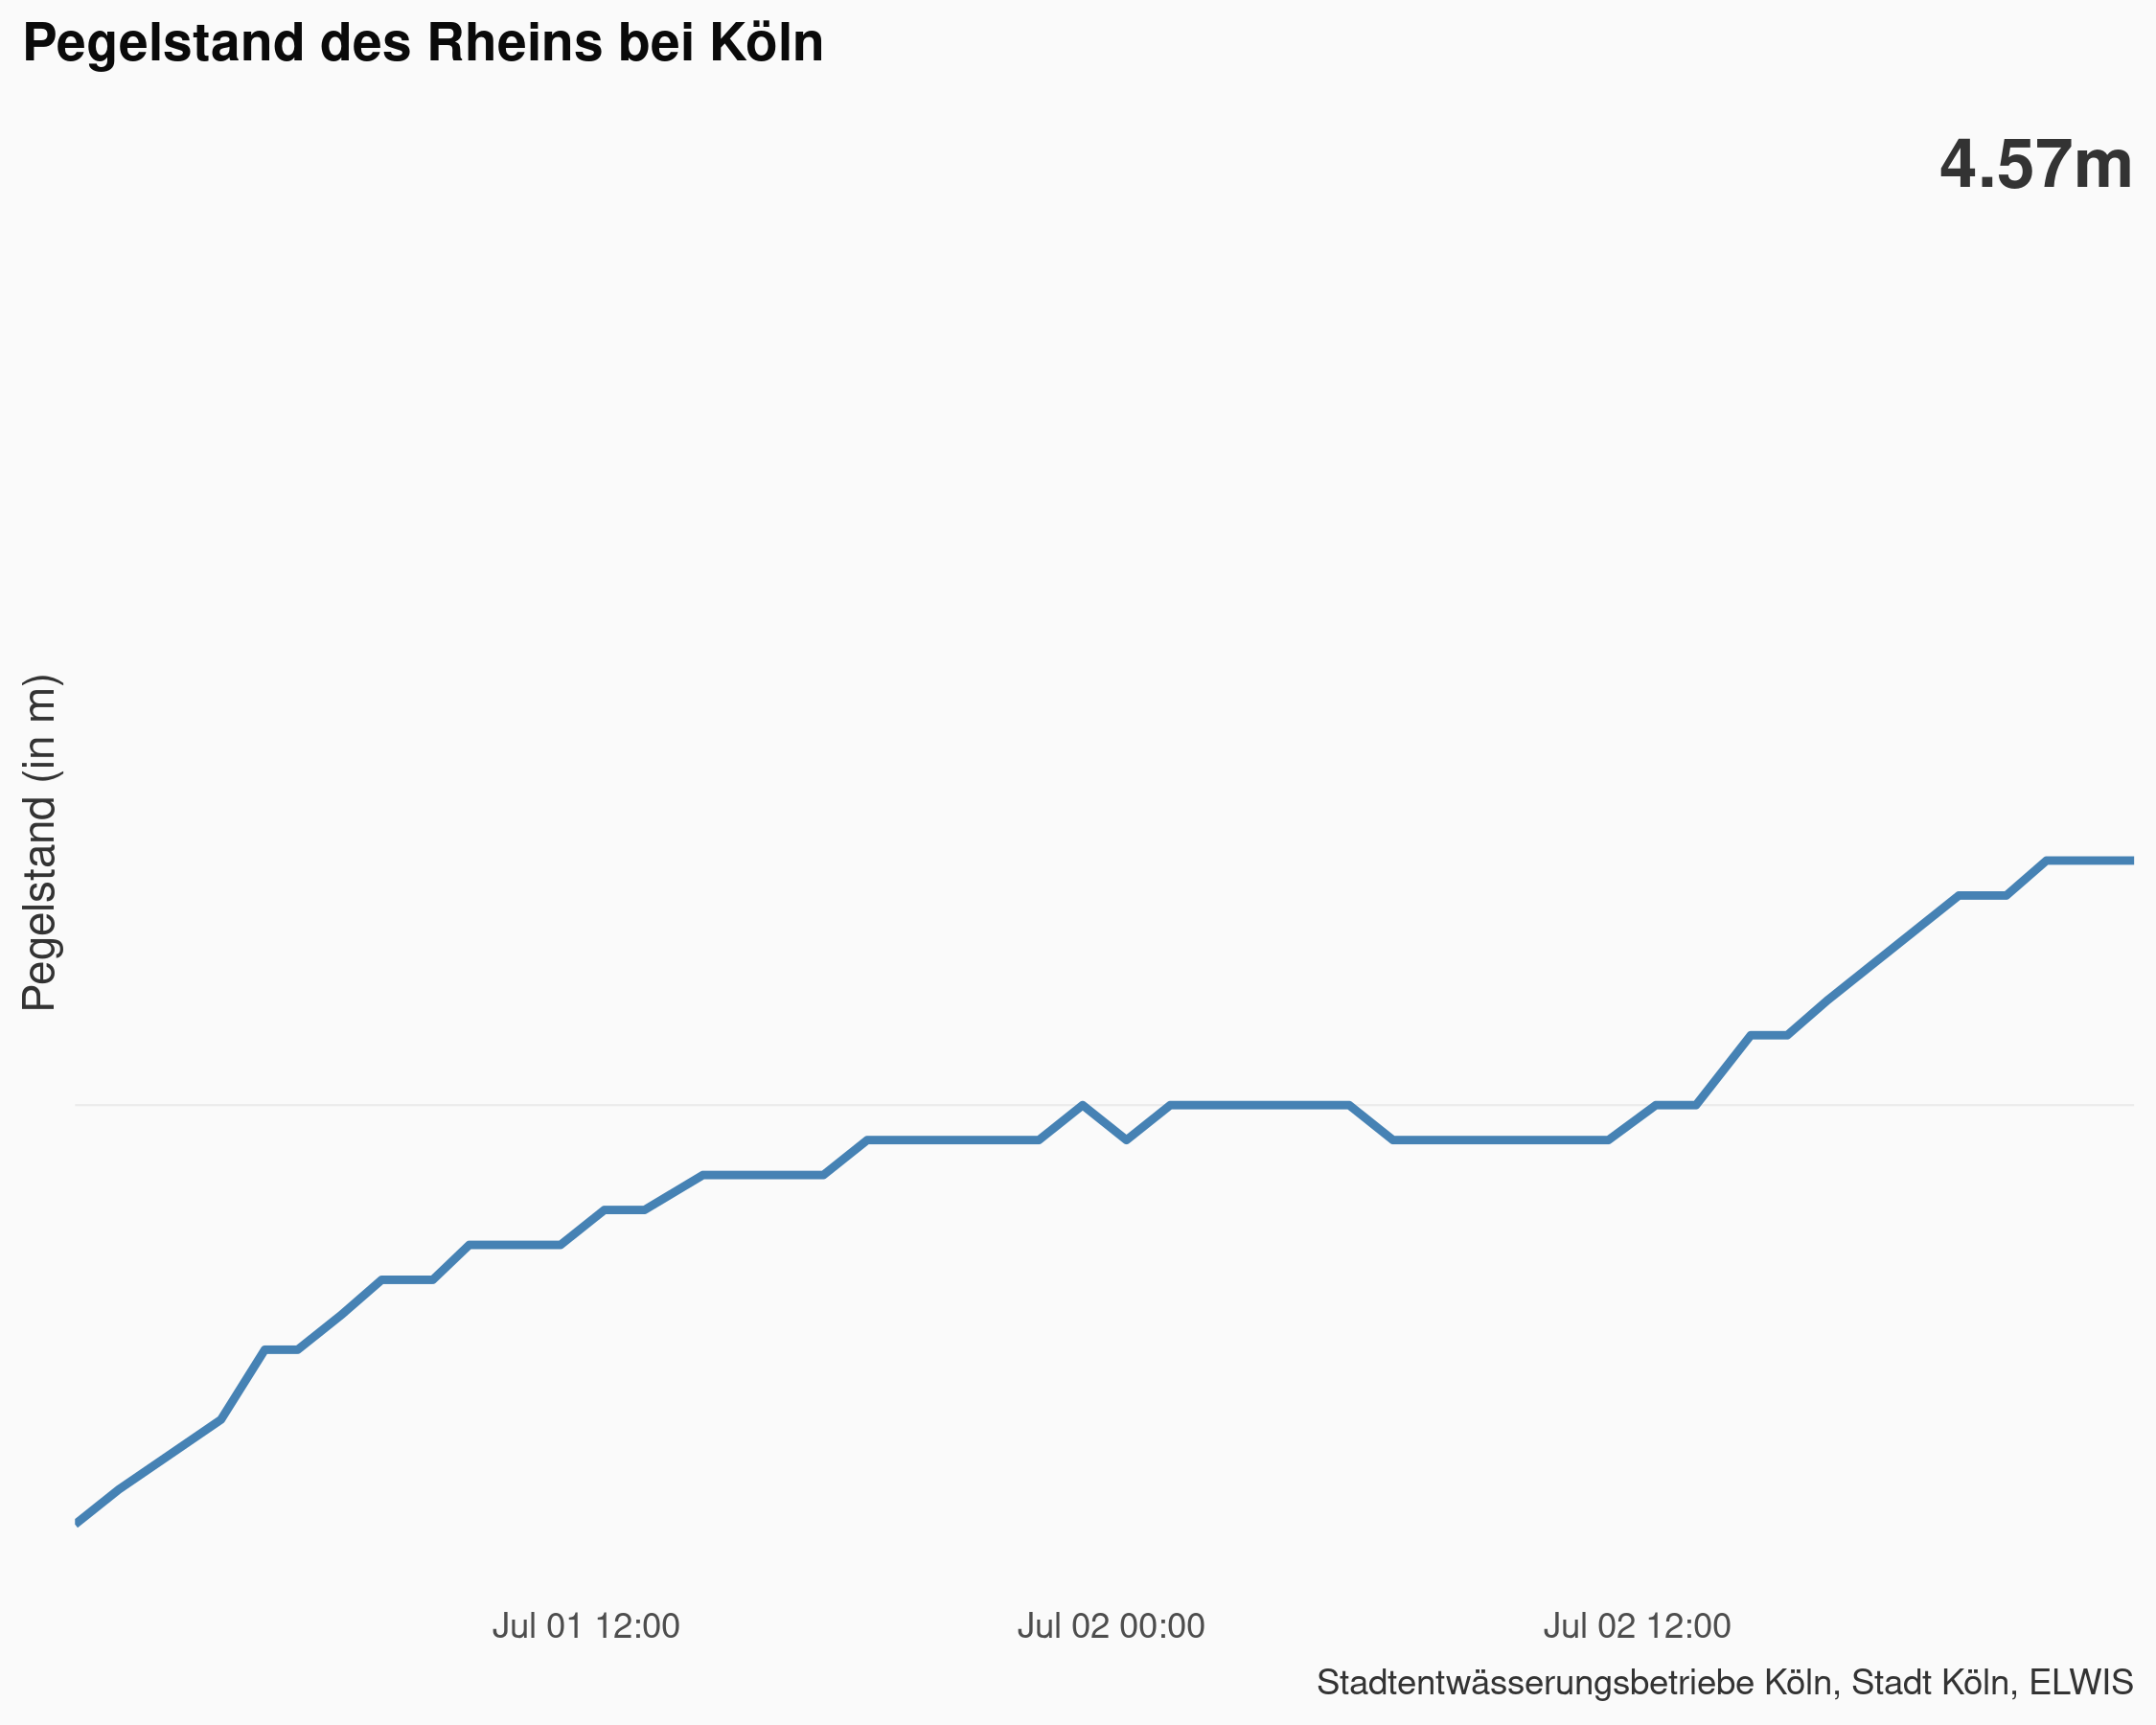 Pegelstand des Rheins bei Köln
4.57m
Pegelstand (in m)
Jul 01 12:00
Jul 02 00:00
Jul 02 12:00
Stadtentwässerungsbetriebe Köln, Stadt Köln, ELWIS